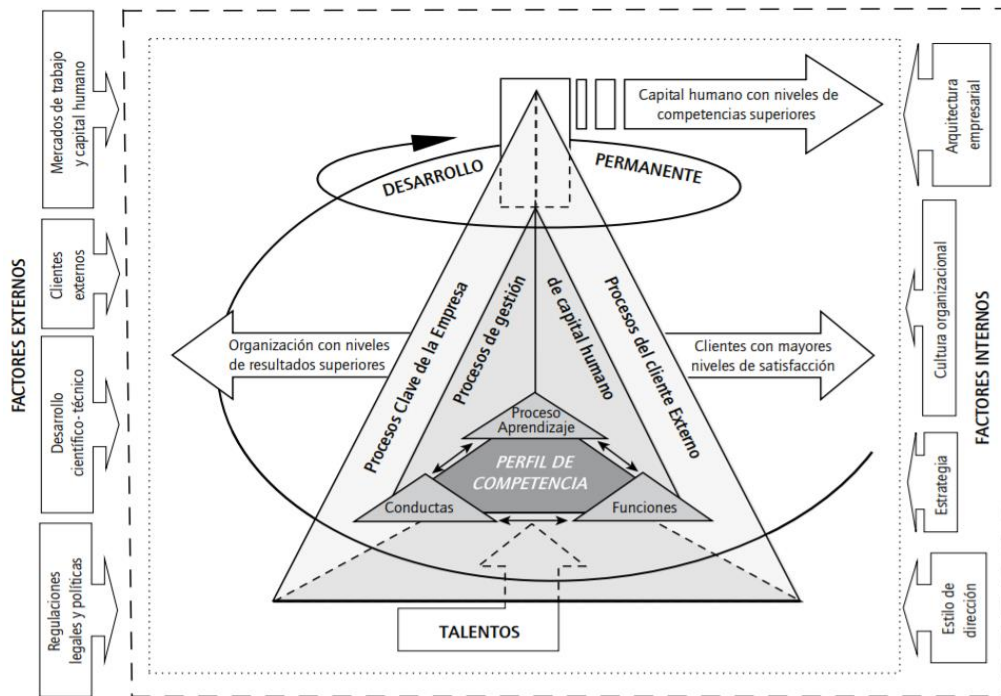 FACTORES EXTERNOS
Mercados de trabajo
y capital humano
Clientes
externos
Desarrollo
científico-técnico
Regulaciones
legales y políticas
Capital humano con niveles de
competencias superiores
DESARROLLO
PERMANENTE
Procesos Clave de la Empresa
Procesos de gestión
de capital humano
Procesos del cliente Externo
Organización con niveles
de resultados superiores
Clientes con mayores
niveles de satisfacción
Proceso
Aprendizaje
PERFIL DE
COMPETENCIA
Conductas
Funciones
TALENTOS
Arquitectura
empresarial
Cultura organizacional
Estrategia
Estilo de
dirección
FACTORES INTERNOS